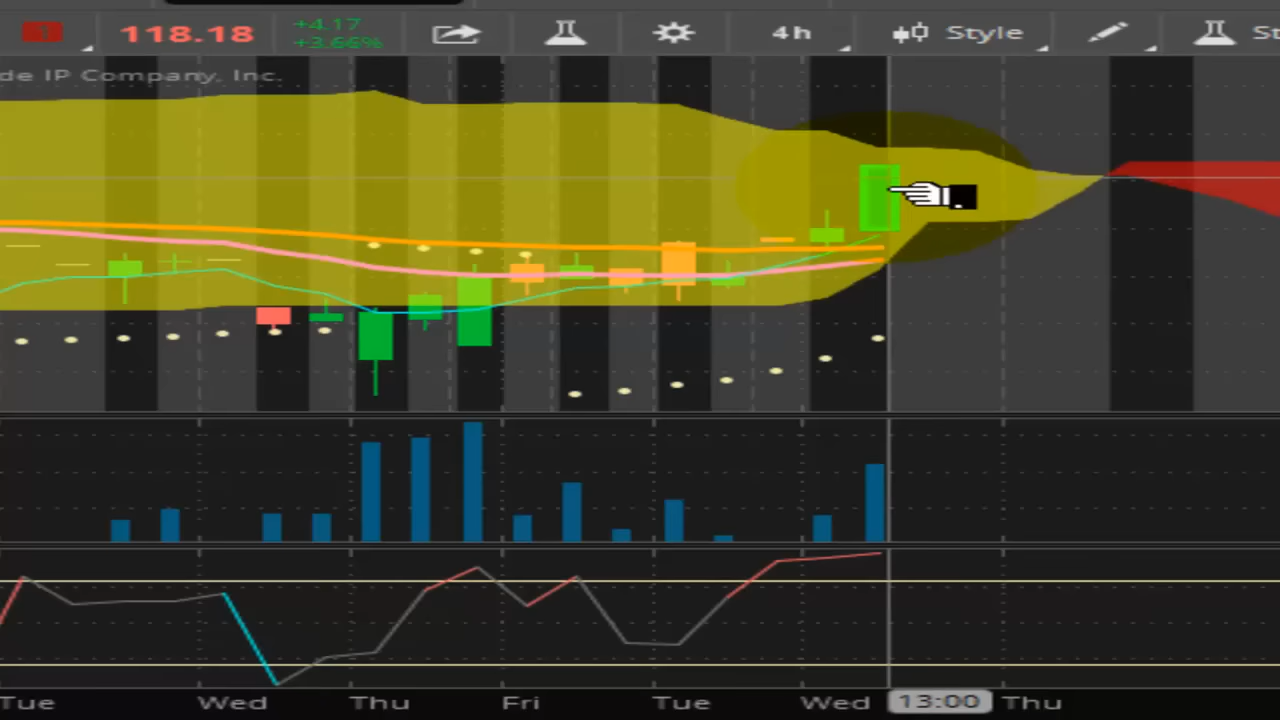 1 118.18 +4.17 4h Style St
+3.66%
de IP Company, Inc.
Tue Wed Thu Fri Tue Wed 13:00 Thu